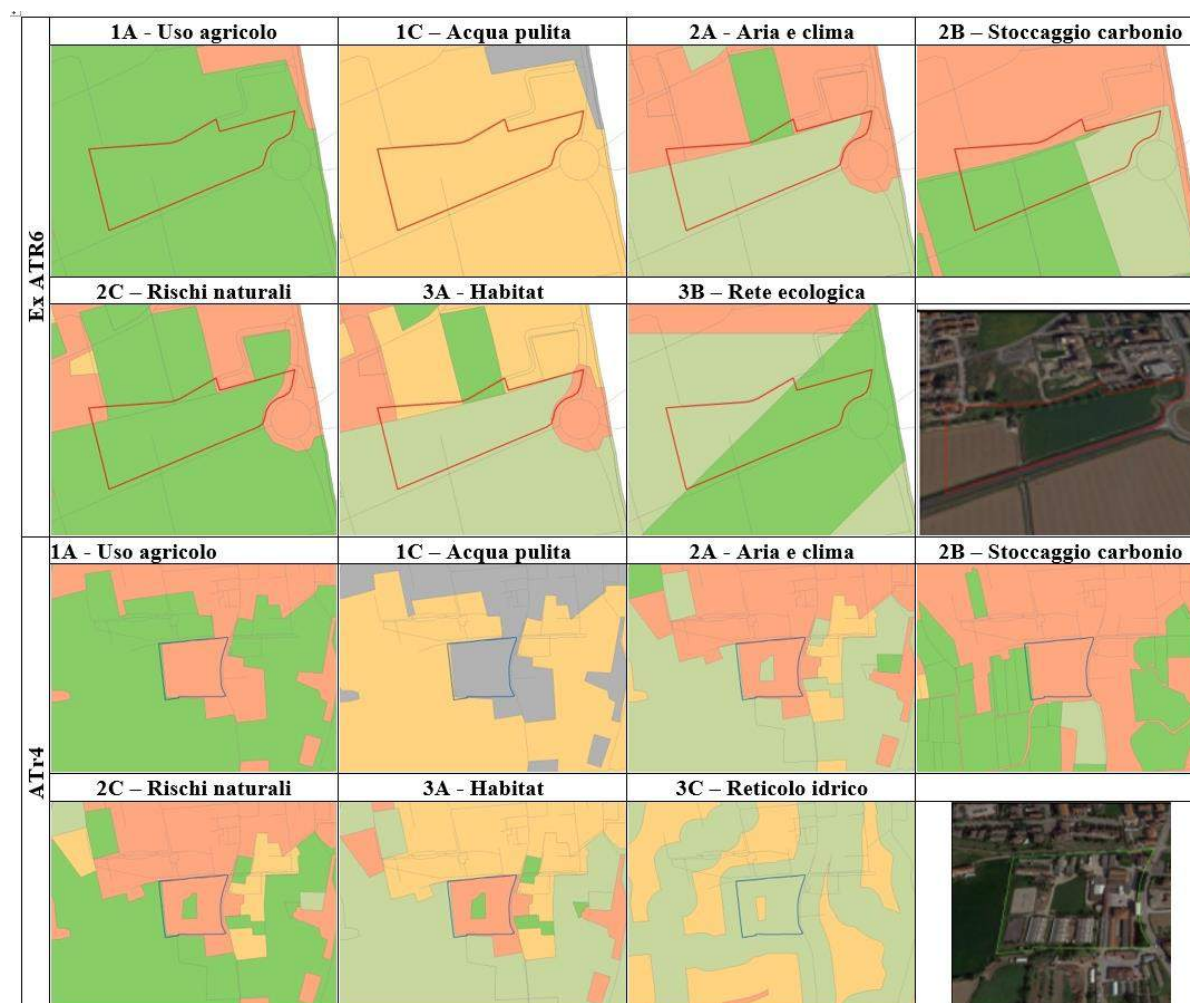 1A - Uso agricolo
1C – Acqua pulita
2A - Aria e clima
2B – Stoccaggio carbonio
Ex ATR6
2C – Rischi naturali
3A - Habitat
3B – Rete ecologica
1A - Uso agricolo
1C – Acqua pulita
2A - Aria e clima
2B – Stoccaggio carbonio
ATr4
2C – Rischi naturali
3A - Habitat
3C – Reticolo idrico